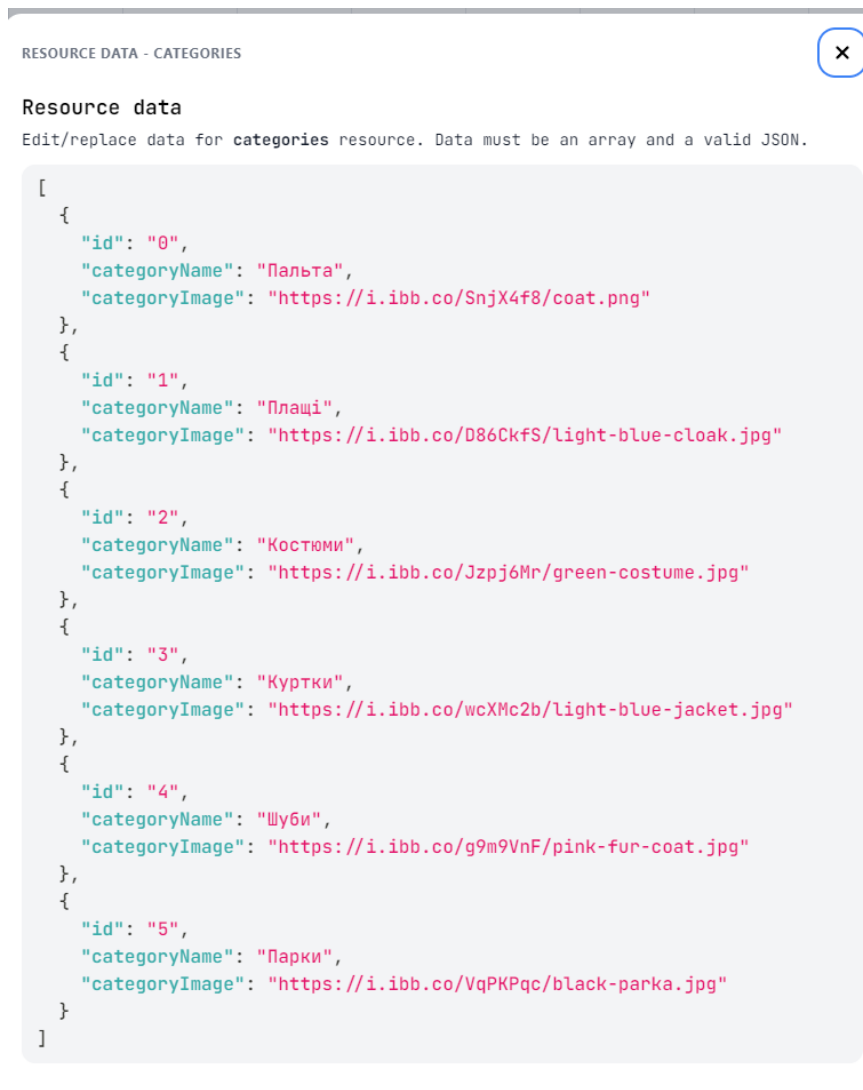 RESOURCE DATA - CATEGORIES
Resource data
Edit/replace data for categories resource. Data must be an array and a valid JSON.
[
{
"id": "0",
"categoryName": "Пальта",
"categoryImage": "https://i.ibb.co/SnjX4f8/coat.png"
},
{
"id": "1",
"categoryName": "Плащі",
"categoryImage": "https://i.ibb.co/D86CkfS/light-blue-cloak.jpg"
},
{
"id": "2",
"categoryName": "Костюми",
"categoryImage": "https://i.ibb.co/Jzpj6Mr/green-costume.jpg"
},
{
"id": "3",
"categoryName": "Куртки",
"categoryImage": "https://i.ibb.co/wcXMc2b/light-blue-jacket.jpg"
},
{
"id": "4",
"categoryName": "Шуби",
"categoryImage": "https://i.ibb.co/g9m9VnF/pink-fur-coat.jpg"
},
{
"id": "5",
"categoryName": "Парки",
"categoryImage": "https://i.ibb.co/VqPKPqc/black-parka.jpg"
}
]